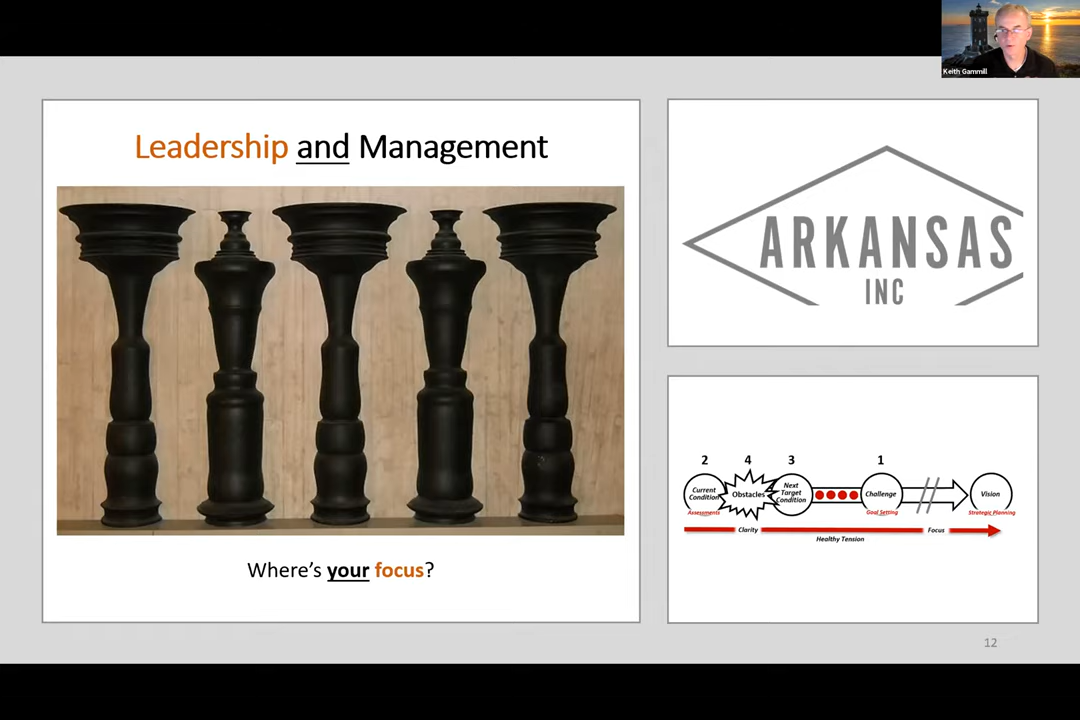 Keith Gammill
Leadership and Management
Where's your focus?
ARKANSAS
INC
2 4 3 1
Current
Condition
Obstacles
Next
Target
Condition
Challenge
Vision
Assessments
Goal Setting
Strategic Planning
Clarity
Focus
Healthy Tension
12